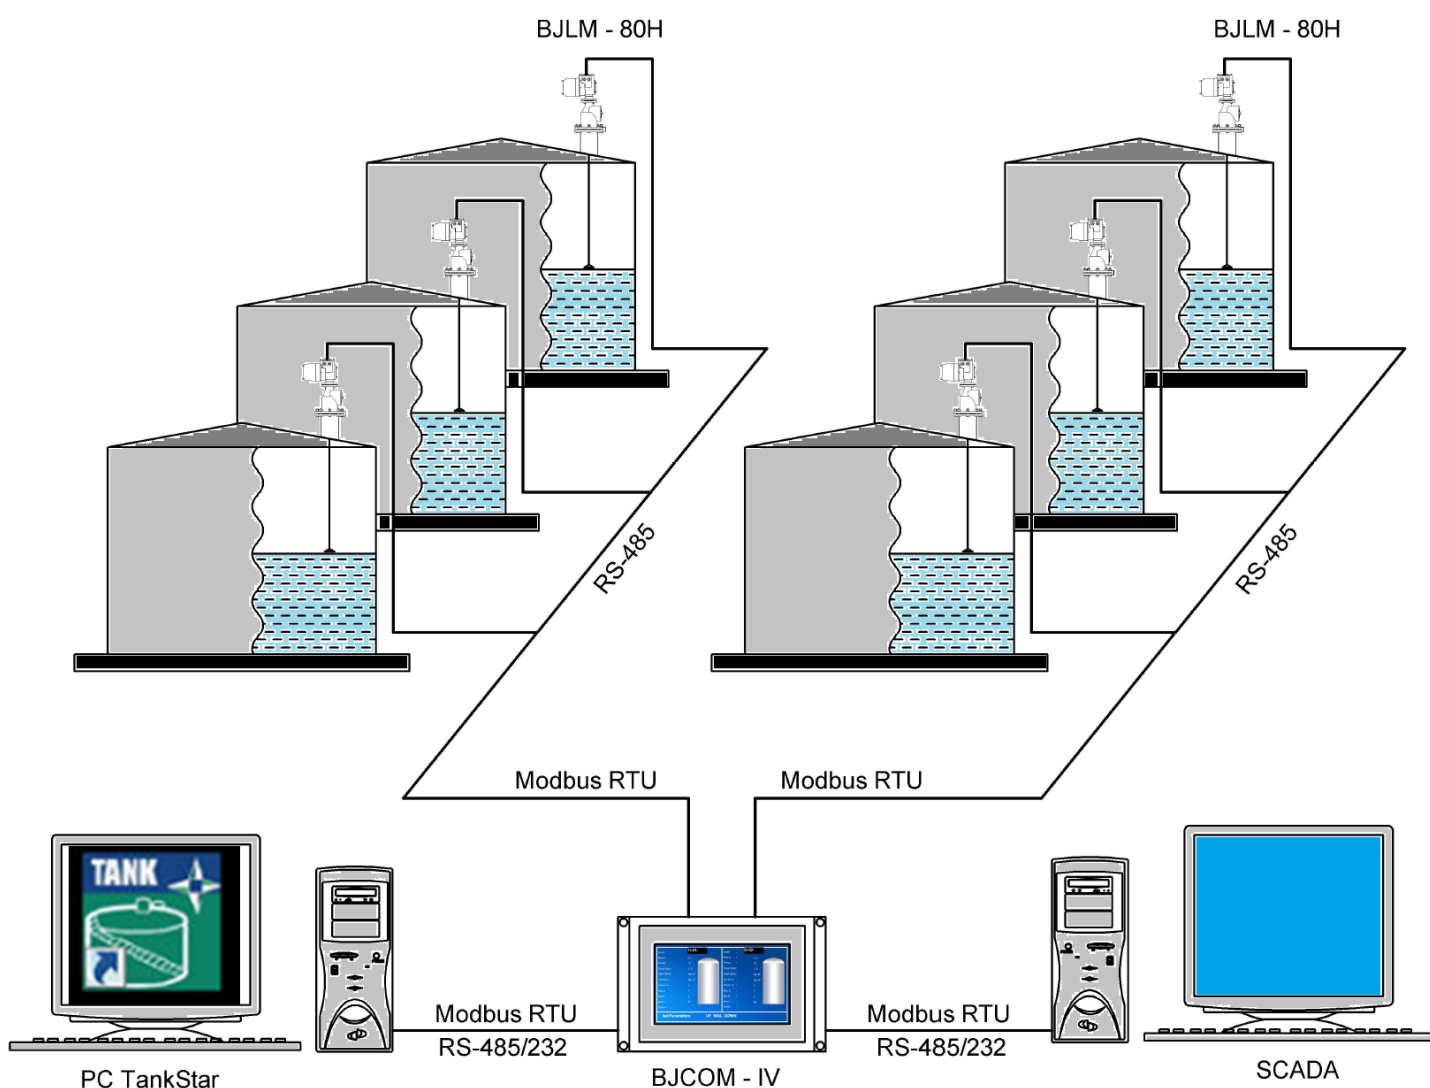 BJLM - 80H
BJLM - 80H
RS-485
RS-485
Modbus RTU
Modbus RTU
TANK
Modbus RTU
RS-485/232
Modbus RTU
RS-485/232
PC TankStar
BJCOM - IV
SCADA